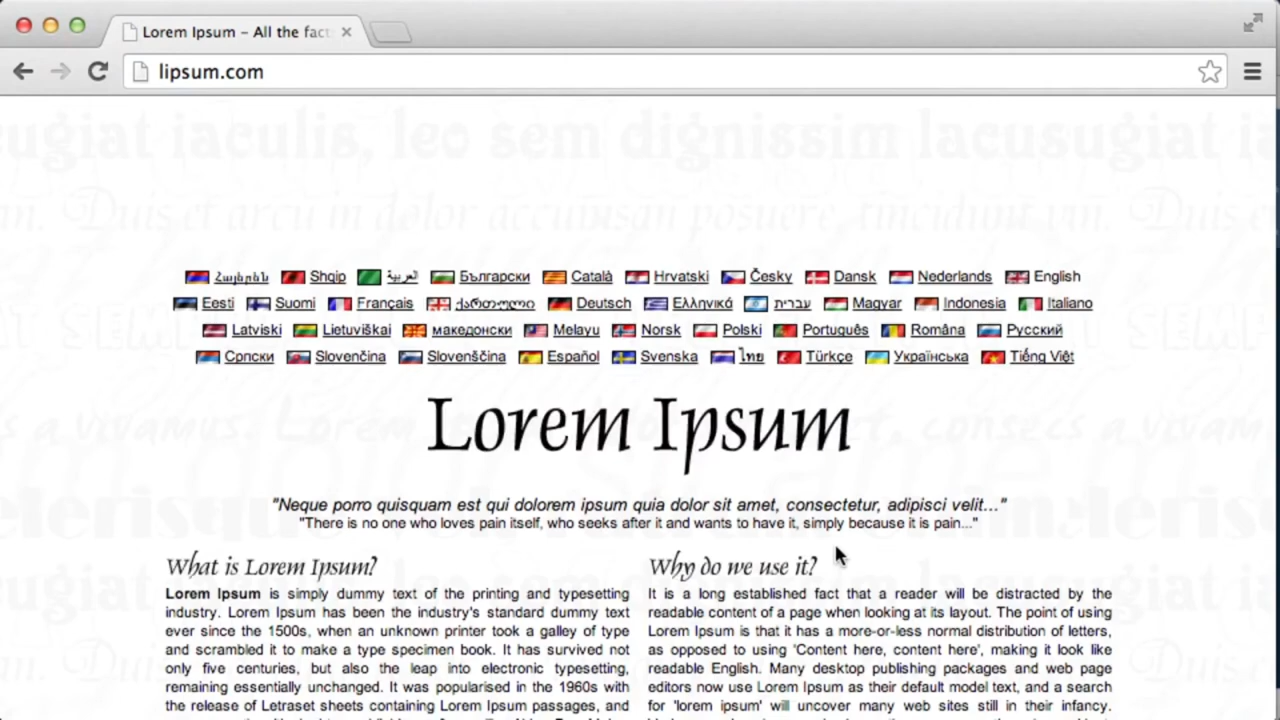 Lorem Ipsum – All the fact
lipsum.com
Հայերեն Shqip العربية Български Català Hrvatski Česky Dansk Nederlands English
Eesti Suomi Français ქართული Deutsch Ελληνικά עברית Magyar Indonesia Italiano
Latviski Lietuviškai македонски Melayu Norsk Polski Português Româna Русский
Српски Slovenčina Slovenščina Español Svenska ไทย Türkçe Українська Tiếng Việt
Lorem Ipsum
"Neque porro quisquam est qui dolorem ipsum quia dolor sit amet, consectetur, adipisci velit..."
"There is no one who loves pain itself, who seeks after it and wants to have it, simply because it is pain..."
What is Lorem Ipsum?
Lorem Ipsum is simply dummy text of the printing and typesetting
industry. Lorem Ipsum has been the industry's standard dummy text
ever since the 1500s, when an unknown printer took a galley of type
and scrambled it to make a type specimen book. It has survived not
only five centuries, but also the leap into electronic typesetting,
remaining essentially unchanged. It was popularised in the 1960s with
the release of Letraset sheets containing Lorem Ipsum passages, and
Why do we use it?
It is a long established fact that a reader will be distracted by the
readable content of a page when looking at its layout. The point of using
Lorem Ipsum is that it has a more-or-less normal distribution of letters,
as opposed to using 'Content here, content here', making it look like
readable English. Many desktop publishing packages and web page
editors now use Lorem Ipsum as their default model text, and a search
for 'lorem ipsum' will uncover many web sites still in their infancy.